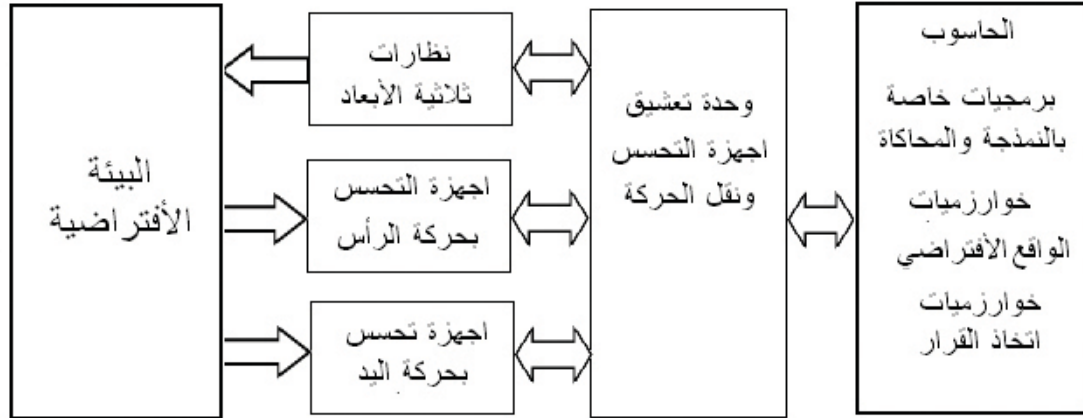 الحاسوب
برمجيات خاصة
بالنمذجة والمحاكاة
خوارزميات
الواقع الأفتراضي
خوارزميات
اتخاذ القرار
وحدة تعشيق
اجهزة التحسس
ونقل الحركة
نظارات
ثلاثية الأبعاد
اجهزة التحسس
بحركة الرأس
اجهزة تحسس
بحركة اليد
البيئة
الأفتراضية